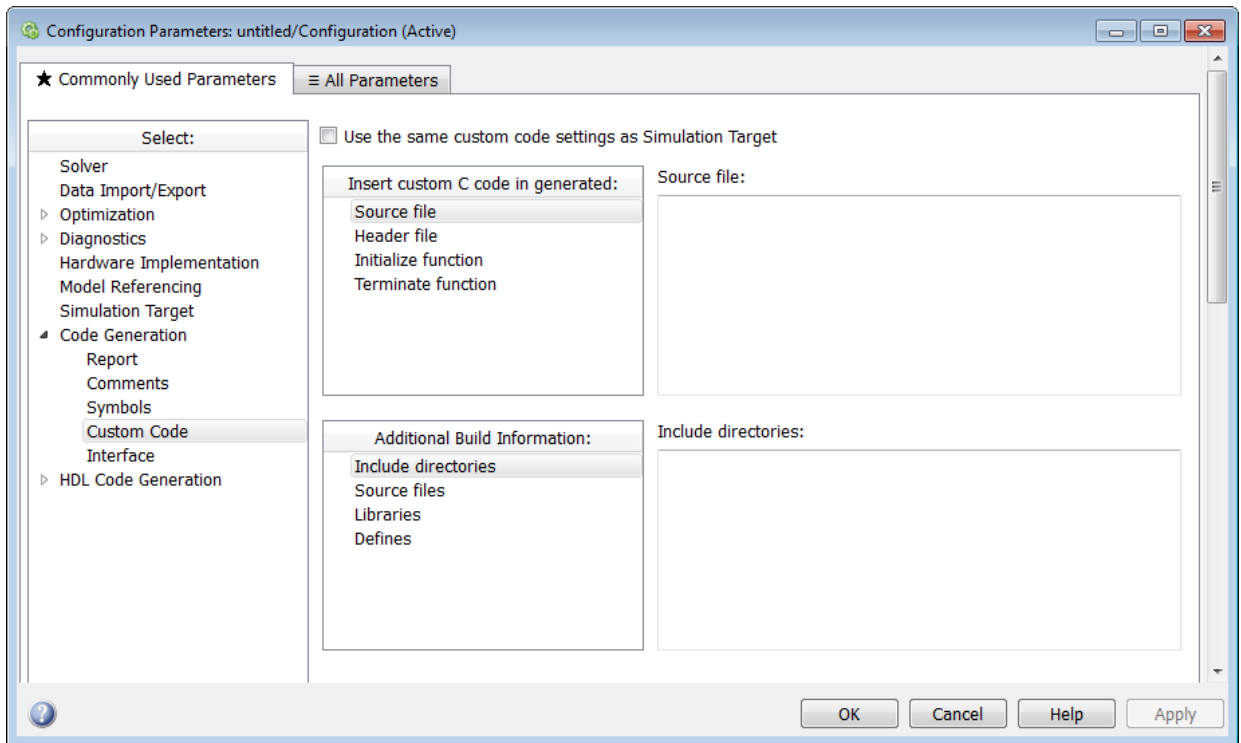 Configuration Parameters: untitled/Configuration (Active)
★ Commonly Used Parameters
≡ All Parameters
Select:
Solver
Data Import/Export
Optimization
Diagnostics
Hardware Implementation
Model Referencing
Simulation Target
Code Generation
Report
Comments
Symbols
Custom Code
Interface
HDL Code Generation
Use the same custom code settings as Simulation Target
Insert custom C code in generated:
Source file
Header file
Initialize function
Terminate function
Source file:
Additional Build Information:
Include directories
Source files
Libraries
Defines
Include directories:
?
OK
Cancel
Help
Apply